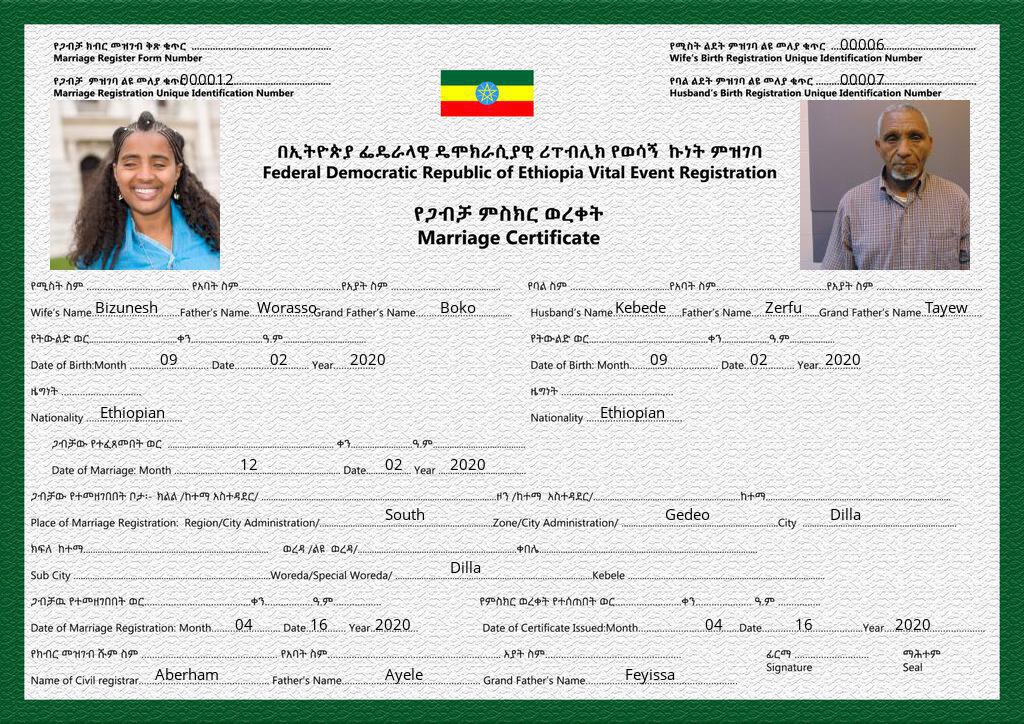 የጋብቻ ክብር መዝገብ ቅጽ ቁጥር
Marriage Register Form Number
የጋብቻ ምዝገባ ልዩ መለያ ቁጥር 000012
Marriage Registration Unique Identification Number
የሚስት ልደት ምዝገባ ልዩ መለያ ቁጥር 00006
Wife's Birth Registration Unique Identification Number
የባል ልደት ምዝገባ ልዩ መለያ ቁጥር 00007
Husband's Birth Registration Unique Identification Number
በኢትዮጵያ ፌዴራላዊ ዴሞክራሲያዊ ሪፐብሊክ የወሳኝ ኩነት ምዝገባ
Federal Democratic Republic of Ethiopia Vital Event Registration
የጋብቻ ምስክር ወረቀት
Marriage Certificate
የሚስት ስም የአባት ስም የአያት ስም የባል ስም የአባት ስም የአያት ስም
Wife's Name Bizunesh Father's Name Worasso Grand Father's Name Boko Husband's Name Kebede Father's Name Zerfu Grand Father's Name Tayew
የትውልድ ወር ቀን ዓ.ም የትውልድ ወር ቀን ዓ.ም
Date of Birth:Month 09 Date 02 Year 2020 Date of Birth: Month 09 Date 02 Year 2020
ዜግነት ዜግነት
Nationality Ethiopian Nationality Ethiopian
ጋብቻው የተፈጸመበት ወር ቀን ዓ.ም
Date of Marriage: Month 12 Date 02 Year 2020
ጋብቻው የተመዘገበበት ቦታ፡- ክልል /ከተማ አስተዳደር/ ዞን /ከተማ አስተዳደር/ ከተማ
Place of Marriage Registration: Region/City Administration/ South Zone/City Administration/ Gedeo City Dilla
ክፍለ ከተማ ወረዳ /ልዩ ወረዳ/ ቀበሌ
Sub City Woreda/Special Woreda/ Dilla Kebele
ጋብቻዉ የተመዘገበበት ወር ቀን ዓ.ም የምስክር ወረቀት የተሰጠበት ወር ቀን ዓ.ም
Date of Marriage Registration: Month 04 Date 16 Year 2020 Date of Certificate Issued:Month 04 Date 16 Year 2020
የክብር መዝገብ ሹም ስም የአባት ስም አያት ስም ፊርማ ማሕተም
Signature Seal
Name of Civil registrar Aberham Father's Name Ayele Grand Father's Name Feyissa